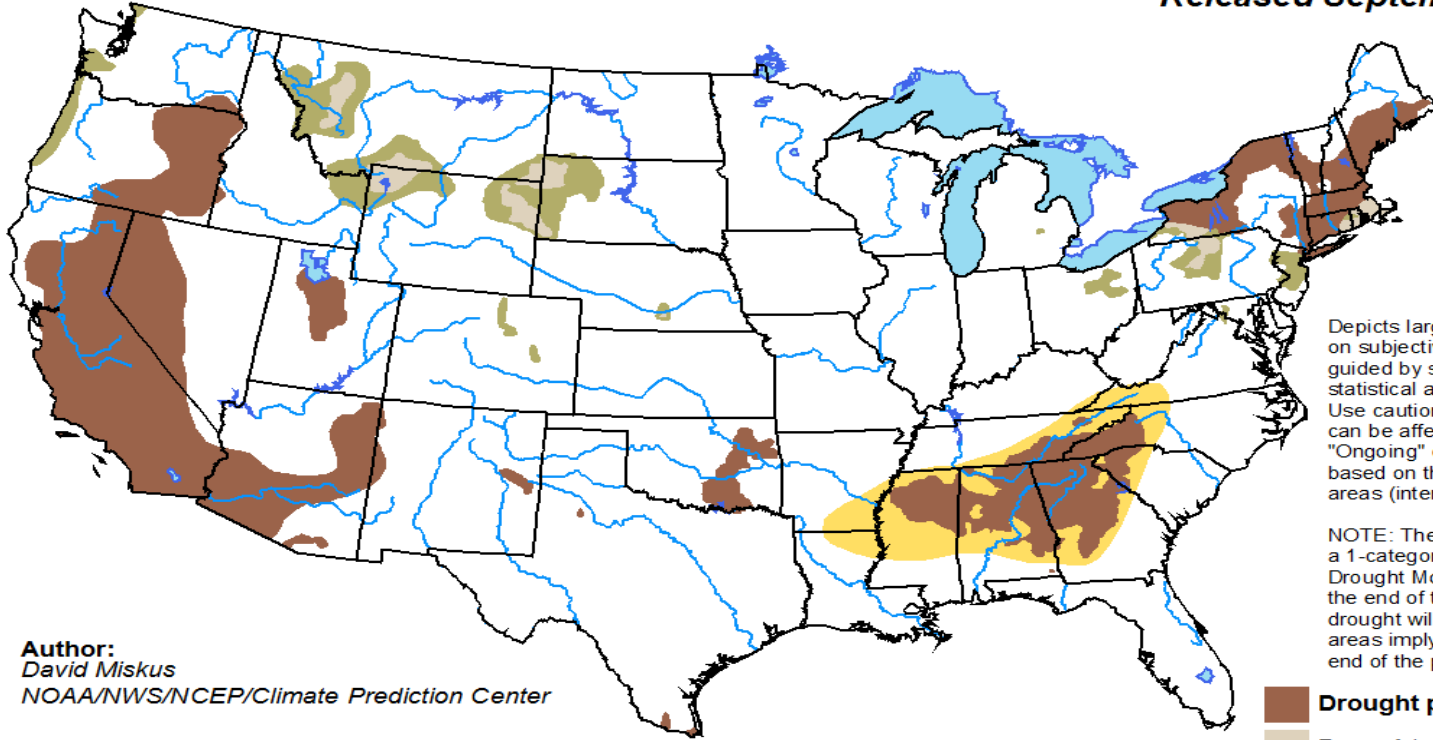 Released Septem
Depicts larg
on subjectiv
guided by s
statistical a
Use caution
can be affe
"Ongoing"
based on th
areas (inter
NOTE: The
a 1-categor
Drought Mo
the end of t
drought wil
areas imply
end of the p
Author:
David Miskus
NOAA/NWS/NCEP/Climate Prediction Center
Drought p